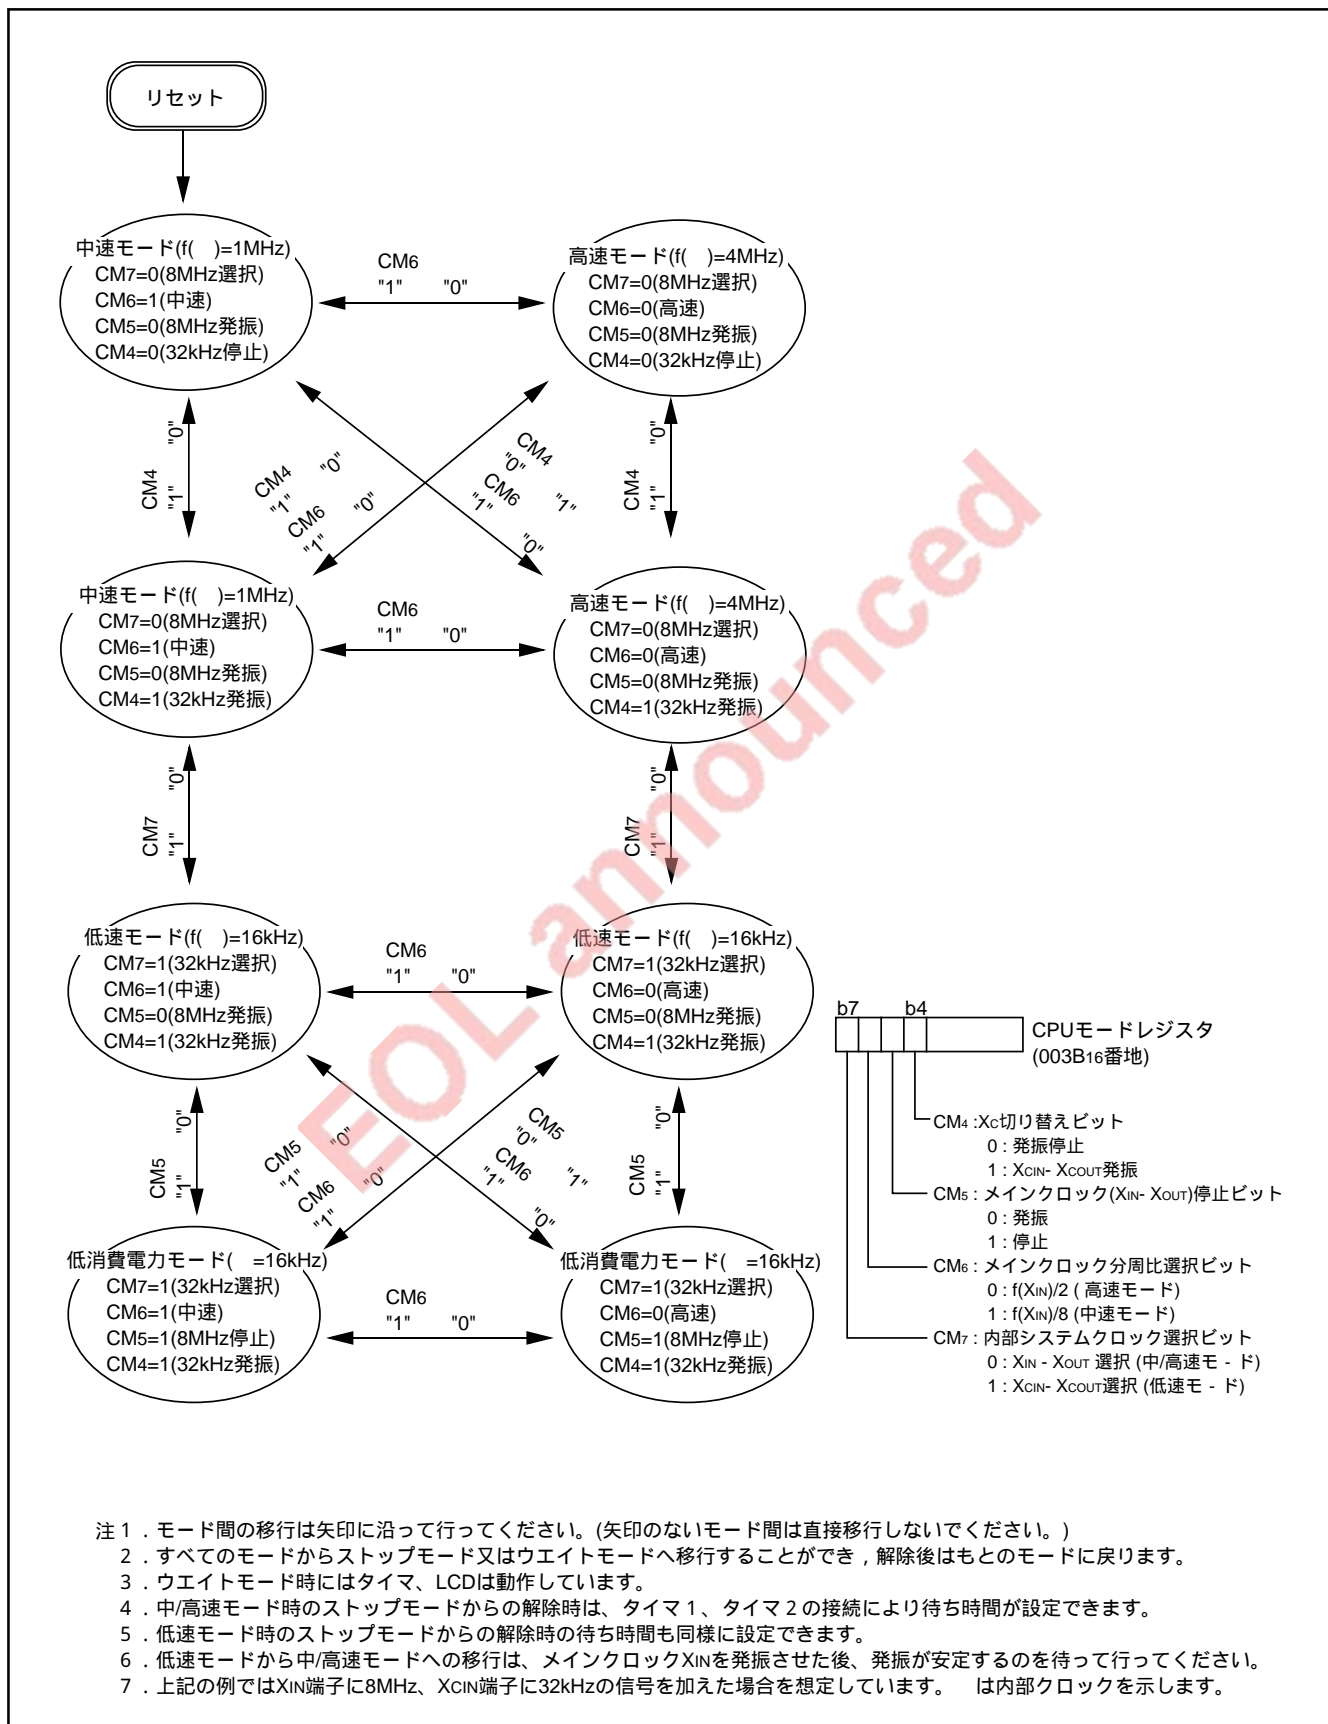 リセット
中速モード(f( )=1MHz)
CM7=0(8MHz選択)
CM6=1(中速)
CM5=0(8MHz発振)
CM4=0(32kHz停止)
CM6
"1" "0"
高速モード(f( )=4MHz)
CM7=0(8MHz選択)
CM6=0(高速)
CM5=0(8MHz発振)
CM4=0(32kHz停止)
CM4
"1" "0"
CM4
"1" "0"
CM6
"1" "0"
CM4
"0" "1"
CM6
"1" "0"
CM4
"1" "0"
中速モード(f( )=1MHz)
CM7=0(8MHz選択)
CM6=1(中速)
CM5=0(8MHz発振)
CM4=1(32kHz発振)
CM6
"1" "0"
高速モード(f( )=4MHz)
CM7=0(8MHz選択)
CM6=0(高速)
CM5=0(8MHz発振)
CM4=1(32kHz発振)
CM7
"1" "0"
CM7
"1" "0"
低速モード(f( )=16kHz)
CM7=1(32kHz選択)
CM6=1(中速)
CM5=0(8MHz発振)
CM4=1(32kHz発振)
CM6
"1" "0"
低速モード(f( )=16kHz)
CM7=1(32kHz選択)
CM6=0(高速)
CM5=0(8MHz発振)
CM4=1(32kHz発振)
CM5
"1" "0"
CM5
"1" "0"
CM6
"1" "0"
CM5
"0" "1"
CM6
"1" "0"
CM5
"1" "0"
低消費電力モード( =16kHz)
CM7=1(32kHz選択)
CM6=1(中速)
CM5=1(8MHz停止)
CM4=1(32kHz発振)
CM6
"1" "0"
低消費電力モード( =16kHz)
CM7=1(32kHz選択)
CM6=0(高速)
CM5=1(8MHz停止)
CM4=1(32kHz発振)
b7 b4
CPUモードレジスタ
(003B16番地)
CM4 :Xc切り替えビット
0 : 発振停止
1 : XCIN- XCOUT発振
CM5 : メインクロック(XIN- XOUT)停止ビット
0 : 発振
1 : 停止
CM6 : メインクロック分周比選択ビット
0 : f(XIN)/2 ( 高速モード)
1 : f(XIN)/8 (中速モード)
CM7 : 内部システムクロック選択ビット
0 : XIN - XOUT 選択 (中/高速モ - ド)
1 : XCIN- XCOUT選択 (低速モ - ド)
EOL announced
注１．モード間の移行は矢印に沿って行ってください。(矢印のないモード間は直接移行しないでください。)
２．すべてのモードからストップモード又はウエイトモードへ移行することができ，解除後はもとのモードに戻ります。
３．ウエイトモード時にはタイマ、LCDは動作しています。
４．中/高速モード時のストップモードからの解除時は、タイマ１、タイマ２の接続により待ち時間が設定できます。
５．低速モード時のストップモードからの解除時の待ち時間も同様に設定できます。
６．低速モードから中/高速モードへの移行は、メインクロックXINを発振させた後、発振が安定するのを待って行ってください。
７．上記の例ではXIN端子に8MHz、XCIN端子に32kHzの信号を加えた場合を想定しています。　は内部クロックを示します。